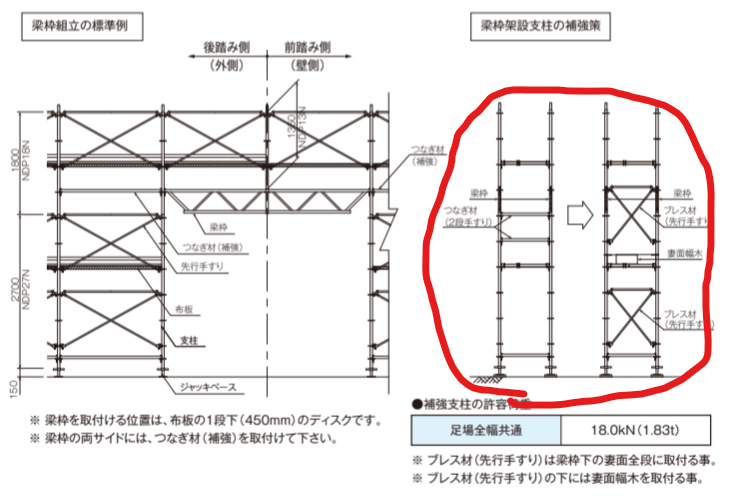 梁枠組立の標準例
後踏み側
(外側)
前踏み側
(壁側)
1800
NDP18N
NDP13N
つなぎ材
(補強)
梁枠
つなぎ材(補強)
先行手すり
2700
NDP27N
布板
支柱
150
ジャッキベース
※ 梁枠を取付ける位置は、布板の1段下(450mm)のディスクです。
※ 梁枠の両サイドには、つなぎ材(補強)を取付けて下さい。
梁枠架設支柱の補強策
梁枠
つなぎ材
(2段手すり)
梁枠
ブレス材
(先行手すり)
妻面幅木
ブレス材
(先行手すり)
●補強支柱の許容荷重
足場全幅共通
18.0kN(1.83t)
※ ブレス材(先行手すり)は梁枠下の妻面全段に取付る事。
※ ブレス材(先行手すり)の下には妻面幅木を取付る事。